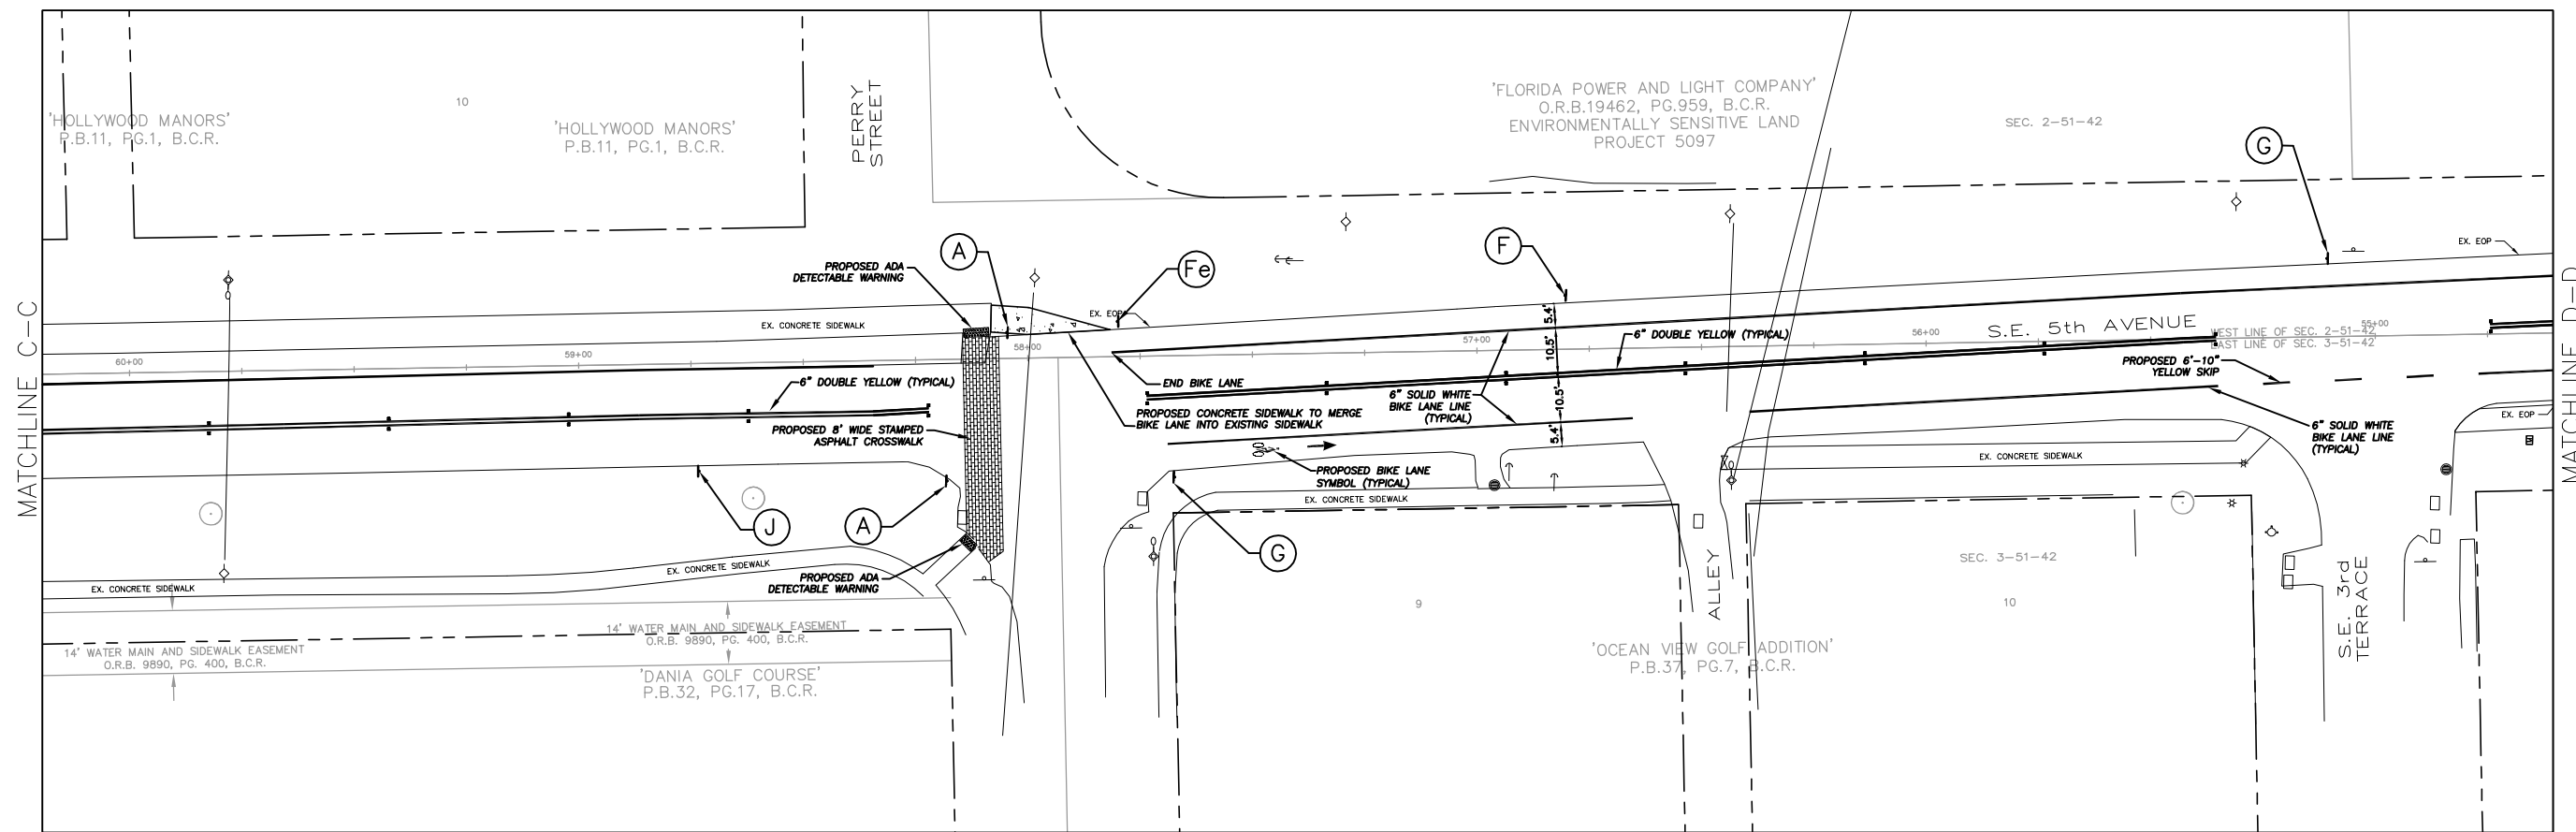 MATCHLINE C-C
'HOLLYWOOD MANORS'
P.B.11, PG.1, B.C.R.
10
'HOLLYWOOD MANORS'
P.B.11, PG.1, B.C.R.
PERRY
STREET
'FLORIDA POWER AND LIGHT COMPANY'
O.R.B.19462, PG.959, B.C.R.
ENVIRONMENTALLY SENSITIVE LAND
PROJECT 5097
SEC. 2-51-42
G
A
Fe
F
PROPOSED ADA
DETECTABLE WARNING
EX. EOP
EX. EOP
EX. CONCRETE SIDEWALK
60+00
59+00
58+00
57+00
56+00
55+00
S.E. 5th AVENUE
WEST LINE OF SEC. 2-51-42
EAST LINE OF SEC. 3-51-42
5.4'
10.5'
10.5'
5.4'
6" DOUBLE YELLOW (TYPICAL)
6" DOUBLE YELLOW (TYPICAL)
END BIKE LANE
PROPOSED 6'-10"
YELLOW SKIP
6" SOLID WHITE
BIKE LANE LINE
(TYPICAL)
PROPOSED CONCRETE SIDEWALK TO MERGE
BIKE LANE INTO EXISTING SIDEWALK
PROPOSED 8' WIDE STAMPED
ASPHALT CROSSWALK
EX. EOP
6" SOLID WHITE
BIKE LANE LINE
(TYPICAL)
PROPOSED BIKE LANE
SYMBOL (TYPICAL)
EX. CONCRETE SIDEWALK
EX. CONCRETE SIDEWALK
J
A
G
EX. CONCRETE SIDEWALK
EX. CONCRETE SIDEWALK
PROPOSED ADA
DETECTABLE WARNING
SEC. 3-51-42
ALLEY
S.E. 3rd
TERRACE
9
10
14' WATER MAIN AND SIDEWALK EASEMENT
O.R.B. 9890, PG. 400, B.C.R.
14' WATER MAIN AND SIDEWALK EASEMENT
O.R.B. 9890, PG. 400, B.C.R.
'DANIA GOLF COURSE'
P.B.32, PG.17, B.C.R.
'OCEAN VIEW GOLF ADDITION'
P.B.37, PG.7, B.C.R.
MATCHLINE D-D